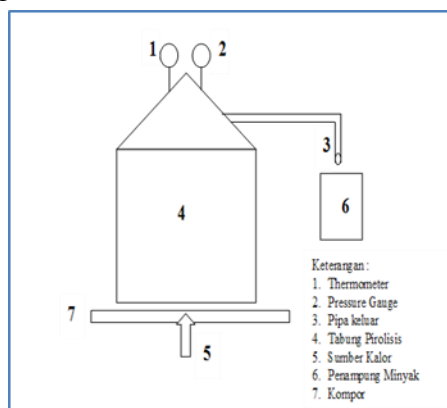 1
2
3
4
6
7
5
Keterangan :
1. Thermometer
2. Pressure Gauge
3. Pipa keluar
4. Tabung Pirolisis
5. Sumber Kalor
6. Penampung Minyak
7. Kompor